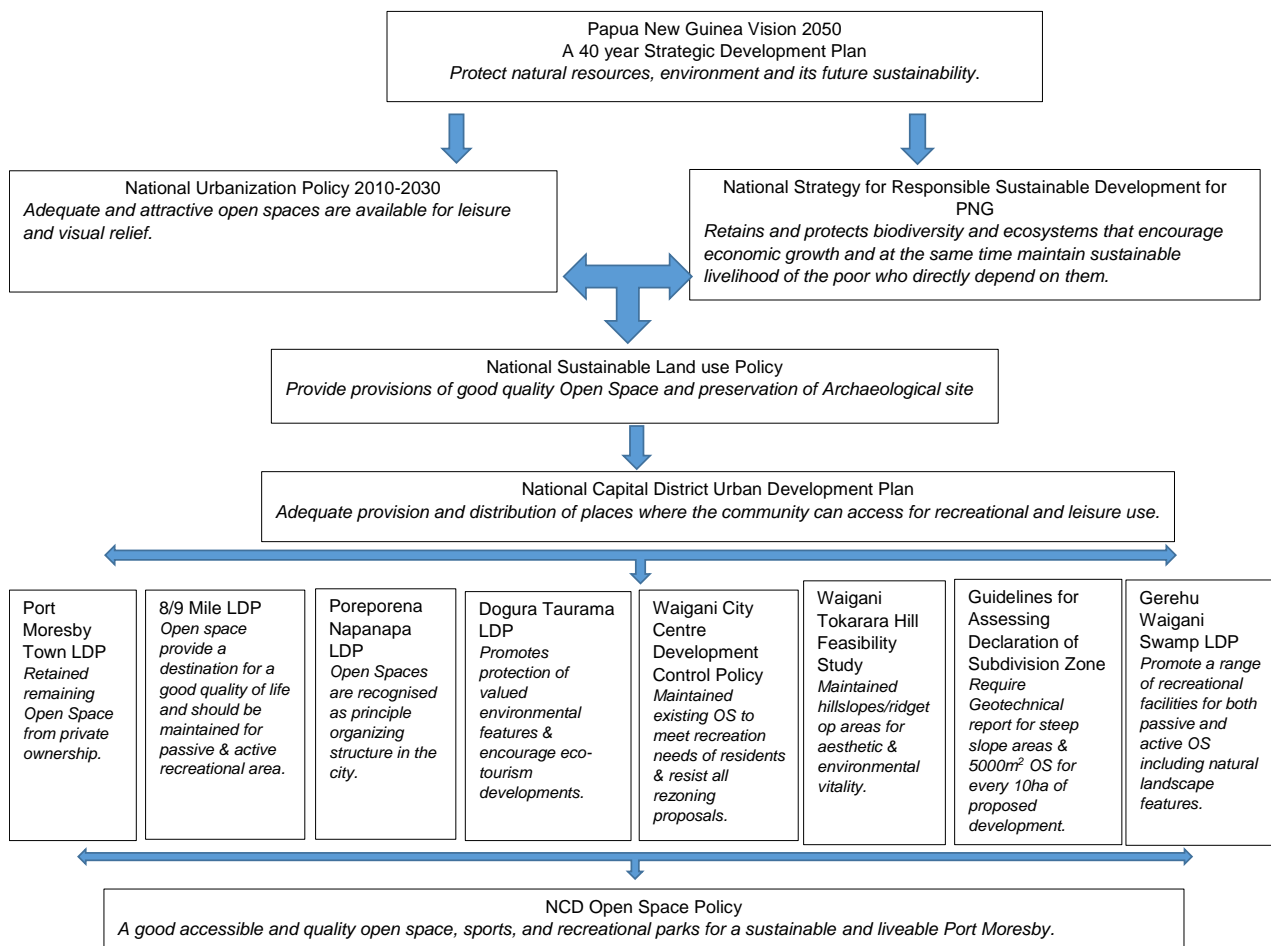 Papua New Guinea Vision 2050
A 40 year Strategic Development Plan
Protect natural resources, environment and its future sustainability.
National Urbanization Policy 2010-2030
Adequate and attractive open spaces are available for leisure
and visual relief.
National Strategy for Responsible Sustainable Development for
PNG
Retains and protects biodiversity and ecosystems that encourage
economic growth and at the same time maintain sustainable
livelihood of the poor who directly depend on them.
National Sustainable Land use Policy
Provide provisions of good quality Open Space and preservation of Archaeological site
National Capital District Urban Development Plan
Adequate provision and distribution of places where the community can access for recreational and leisure use.
Port
Moresby
Town LDP
Retained
remaining
Open Space
from private
ownership.
8/9 Mile LDP
Open space
provide a
destination for a
good quality of life
and should be
maintained for
passive & active
recreational area.
Poreporena
Napanapa
LDP
Open Spaces
are recognised
as principle
organizing
structure in the
city.
Dogura Taurama
LDP
Promotes
protection of
valued
environmental
features &
encourage eco-
tourism
developments.
Waigani City
Centre
Development
Control Policy
Maintained
existing OS to
meet recreation
needs of residents
& resist all
rezoning
proposals.
Waigani
Tokarara Hill
Feasibility
Study
Maintained
hillslopes/ridget
op areas for
aesthetic &
environmental
vitality.
Guidelines for
Assessing
Declaration of
Subdivision Zone
Require
Geotechnical
report for steep
slope areas &
5000m² OS for
every 10ha of
proposed
development.
Gerehu
Waigani
Swamp LDP
Promote a range
of recreational
facilities for both
passive and
active OS
including natural
landscape
features.
NCD Open Space Policy
A good accessible and quality open space, sports, and recreational parks for a sustainable and liveable Port Moresby.